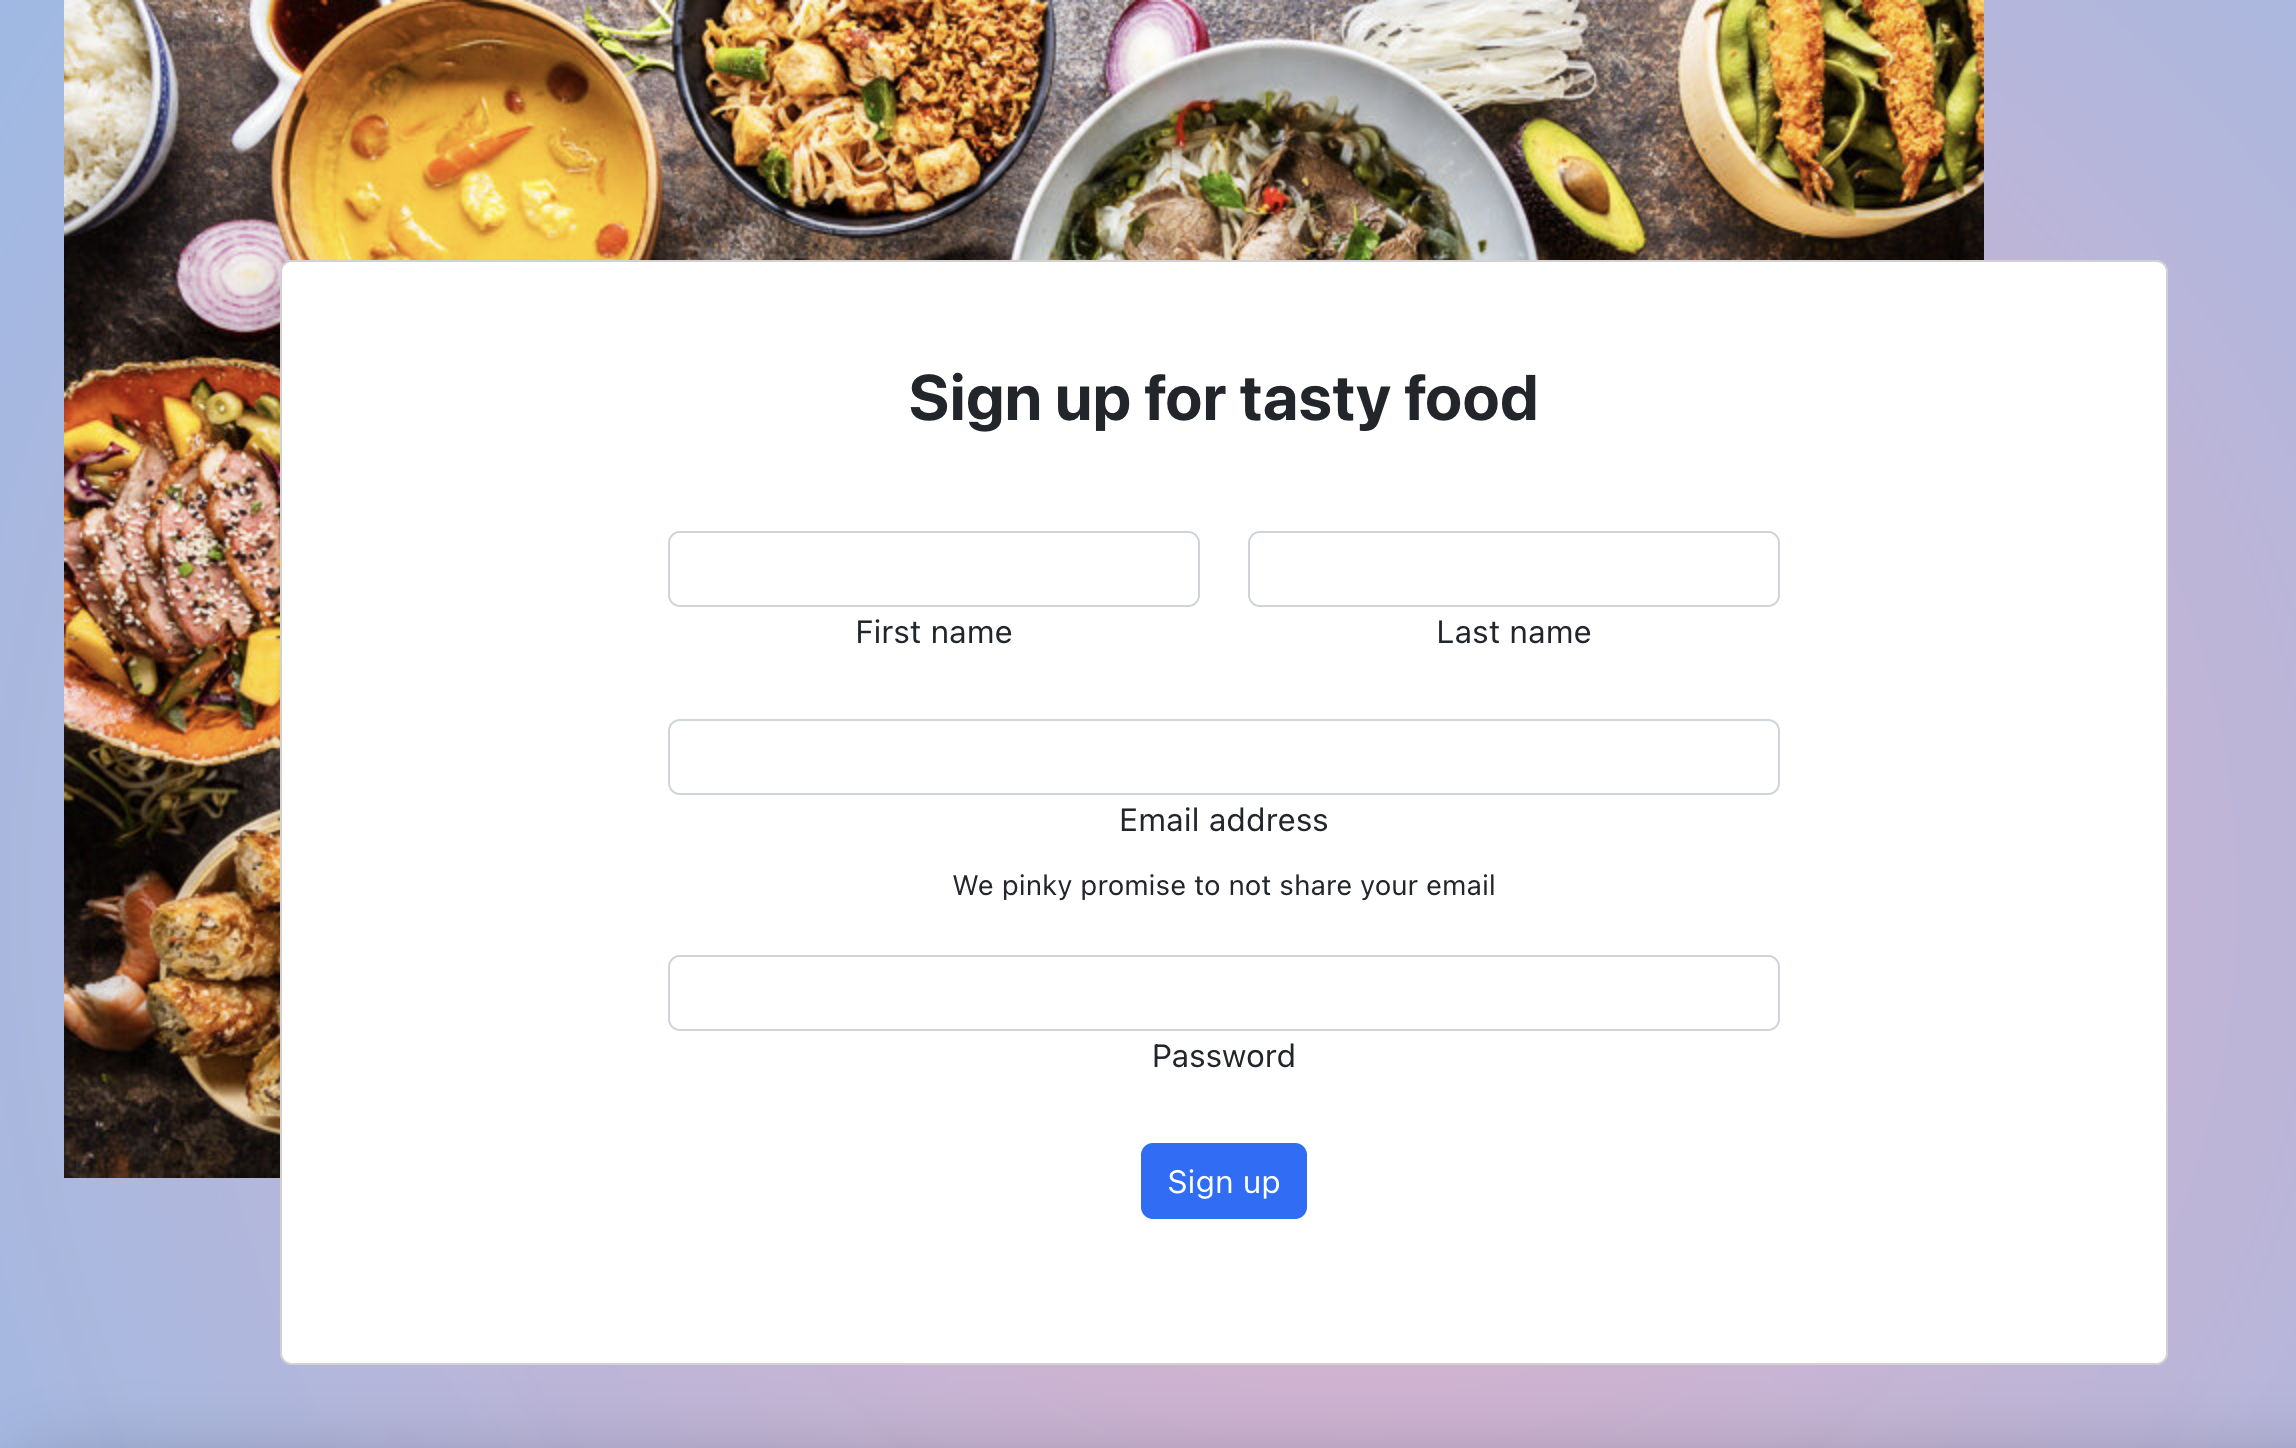 Sign up for tasty food
First name
Last name
Email address
We pinky promise to not share your email
Password
Sign up